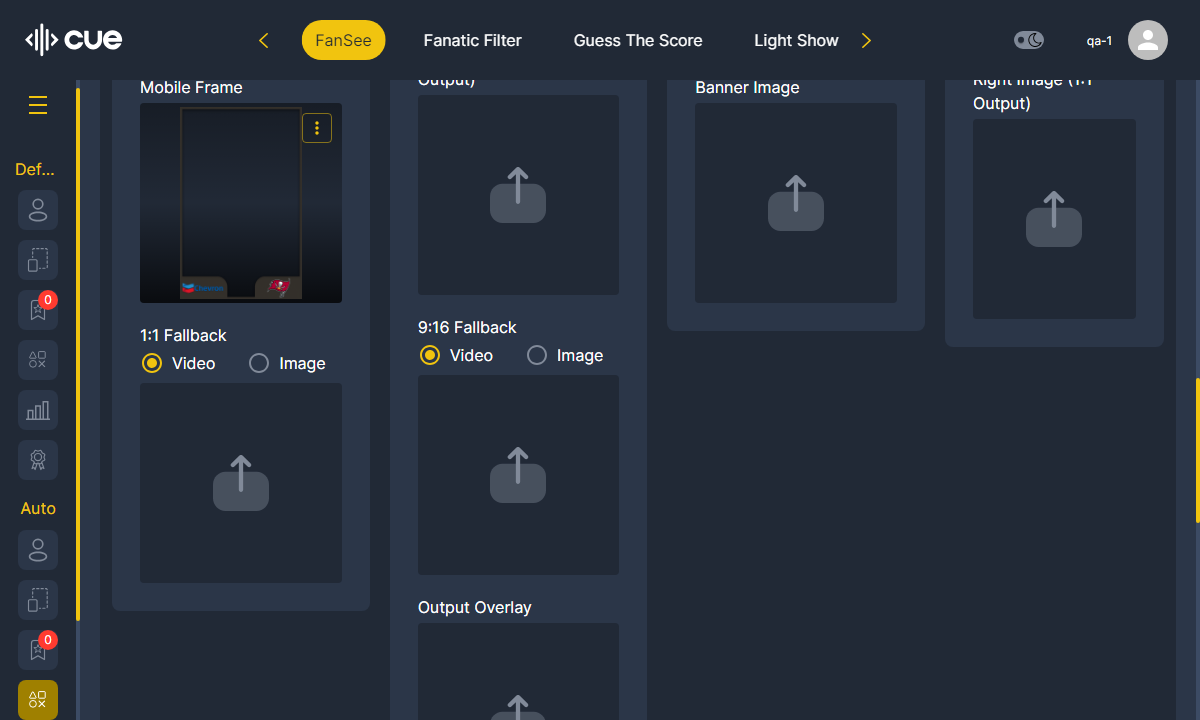 cue
FanSee
Fanatic Filter
Guess The Score
Light Show
qa-1
Def...
0
Auto
0
Mobile Frame
1:1 Fallback
Video
Image
Output)
9:16 Fallback
Video
Image
Output Overlay
Banner Image
Right Image (1:1
Output)